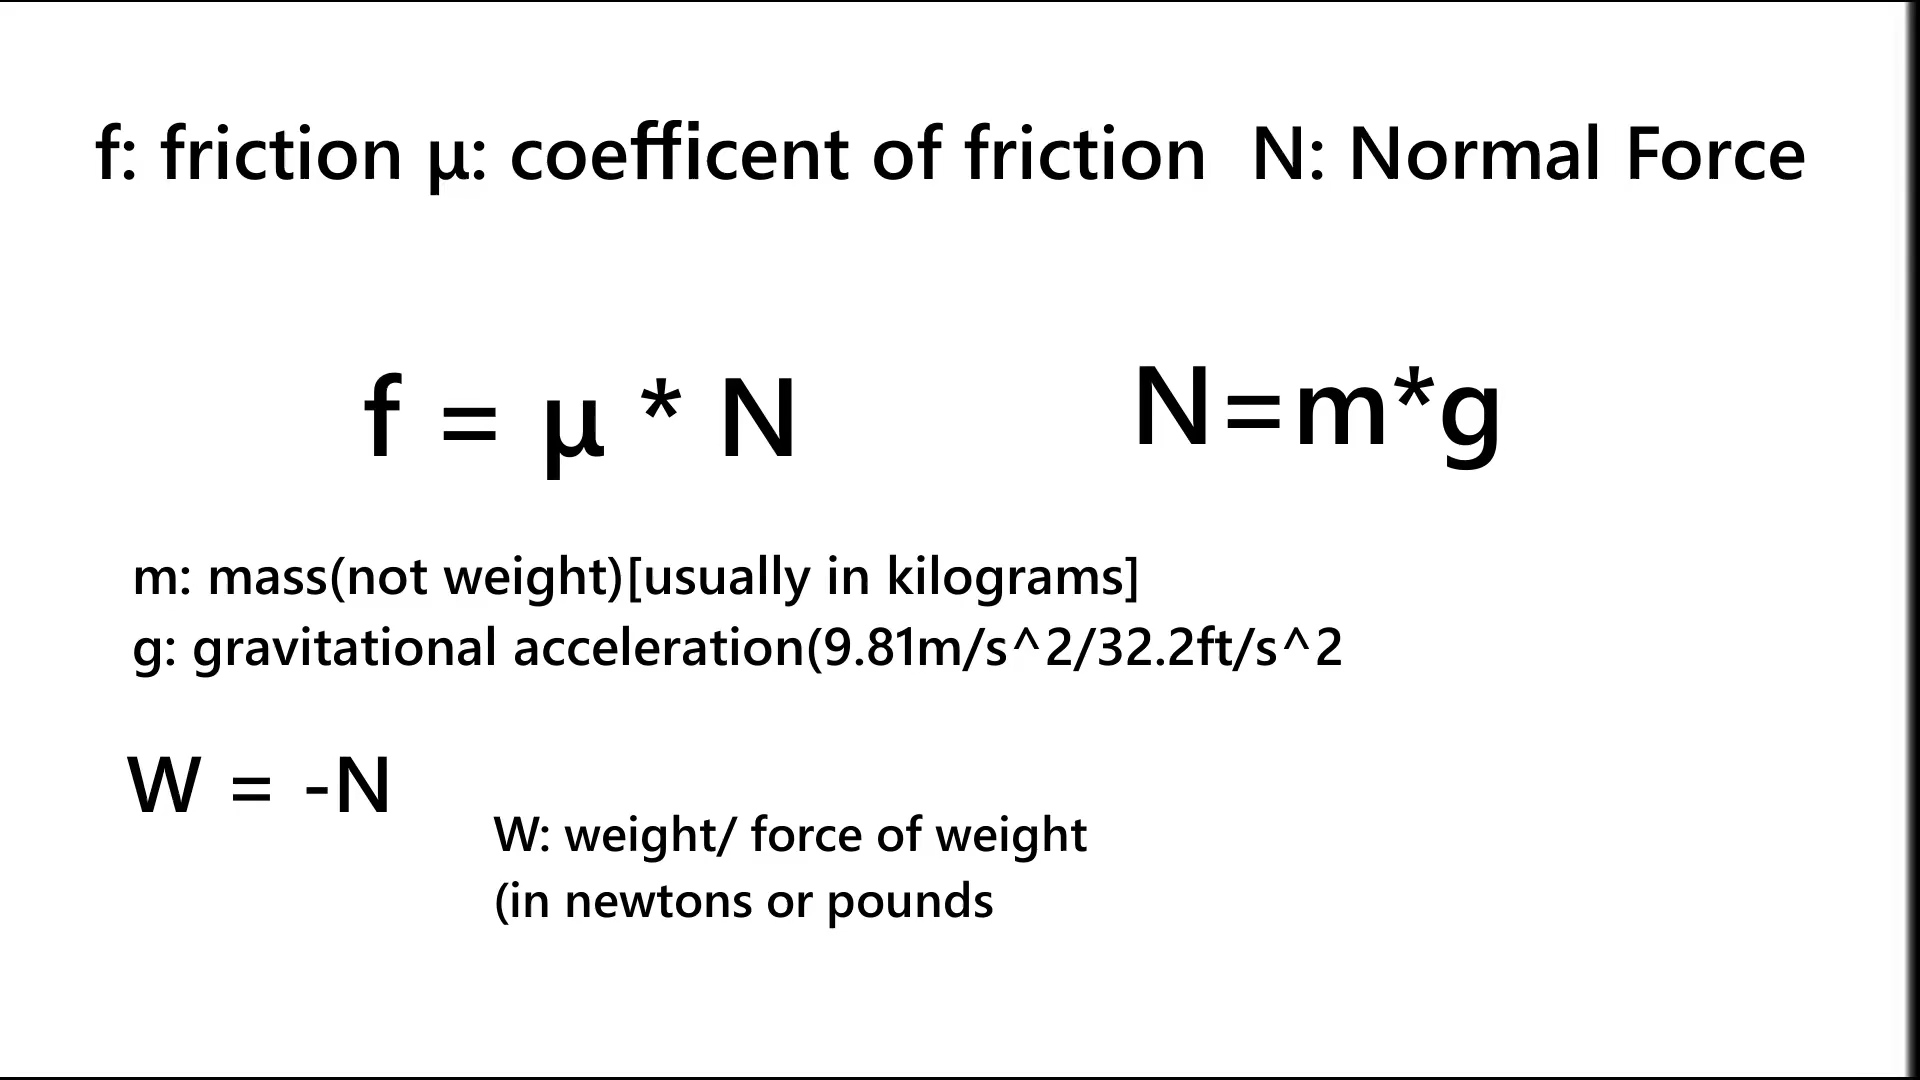 f: friction µ: coefficent of friction  N: Normal Force
f = µ * N
N=m*g
m: mass(not weight)[usually in kilograms]
g: gravitational acceleration(9.81m/s^2/32.2ft/s^2
W = -N
W: weight/ force of weight
(in newtons or pounds